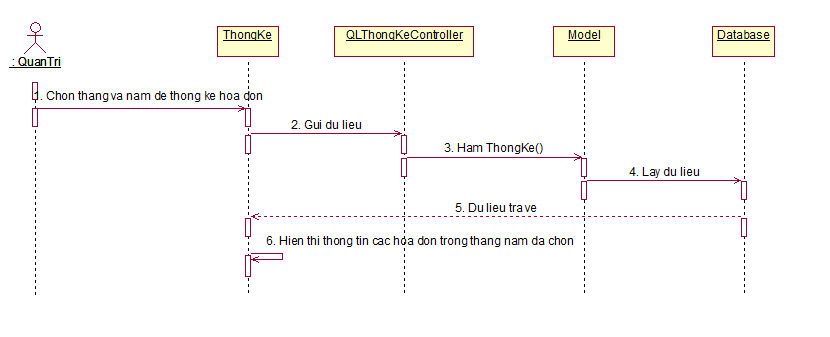 ThongKe
QLThongKeController
Model
Database
: QuanTri
1. Chon thang va nam de thong ke hoa don
2. Gui du lieu
3. Ham ThongKe()
4. Lay du lieu
5. Du lieu tra ve
6. Hien thi thong tin cac hoa don trong thang nam da chon